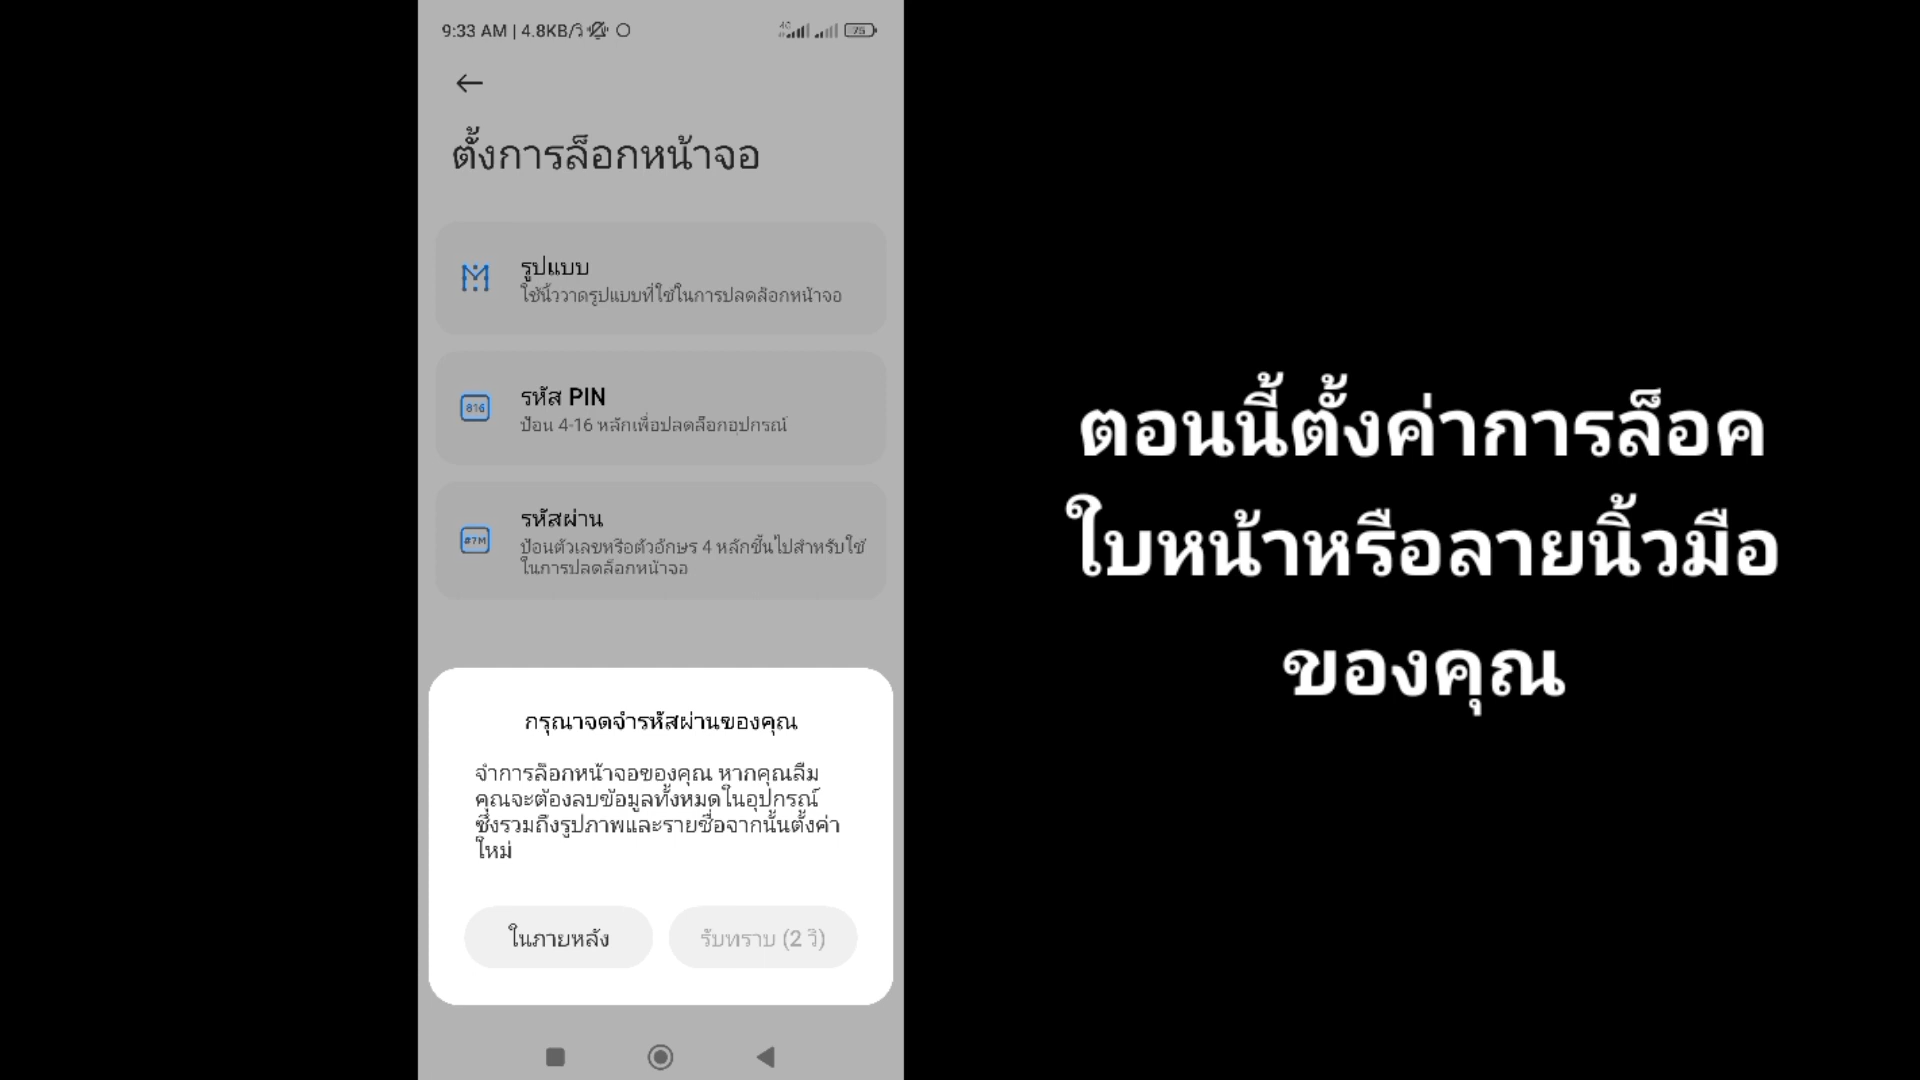 9:33 AM | 4.8KB/วิ
4G
75
ตั้งการล็อกหน้าจอ
รูปแบบ
ใช้นิ้ววาดรูปแบบที่ใช้ในการปลดล็อกหน้าจอ
816
รหัส PIN
ป้อน 4-16 หลักเพื่อปลดล็อกอุปกรณ์
#7M
รหัสผ่าน
ป้อนตัวเลขหรือตัวอักษร 4 หลักขึ้นไปสำหรับใช้
ในการปลดล็อกหน้าจอ
กรุณาจดจำรหัสผ่านของคุณ
จำการล็อกหน้าจอของคุณ หากคุณลืม
คุณจะต้องลบข้อมูลทั้งหมดในอุปกรณ์
ซึ่งรวมถึงรูปภาพและรายชื่อจากนั้นตั้งค่า
ใหม่
ในภายหลัง
รับทราบ (2 วิ)
ตอนนี้ตั้งค่าการล็อค
ใบหน้าหรือลายนิ้วมือ
ของคุณ